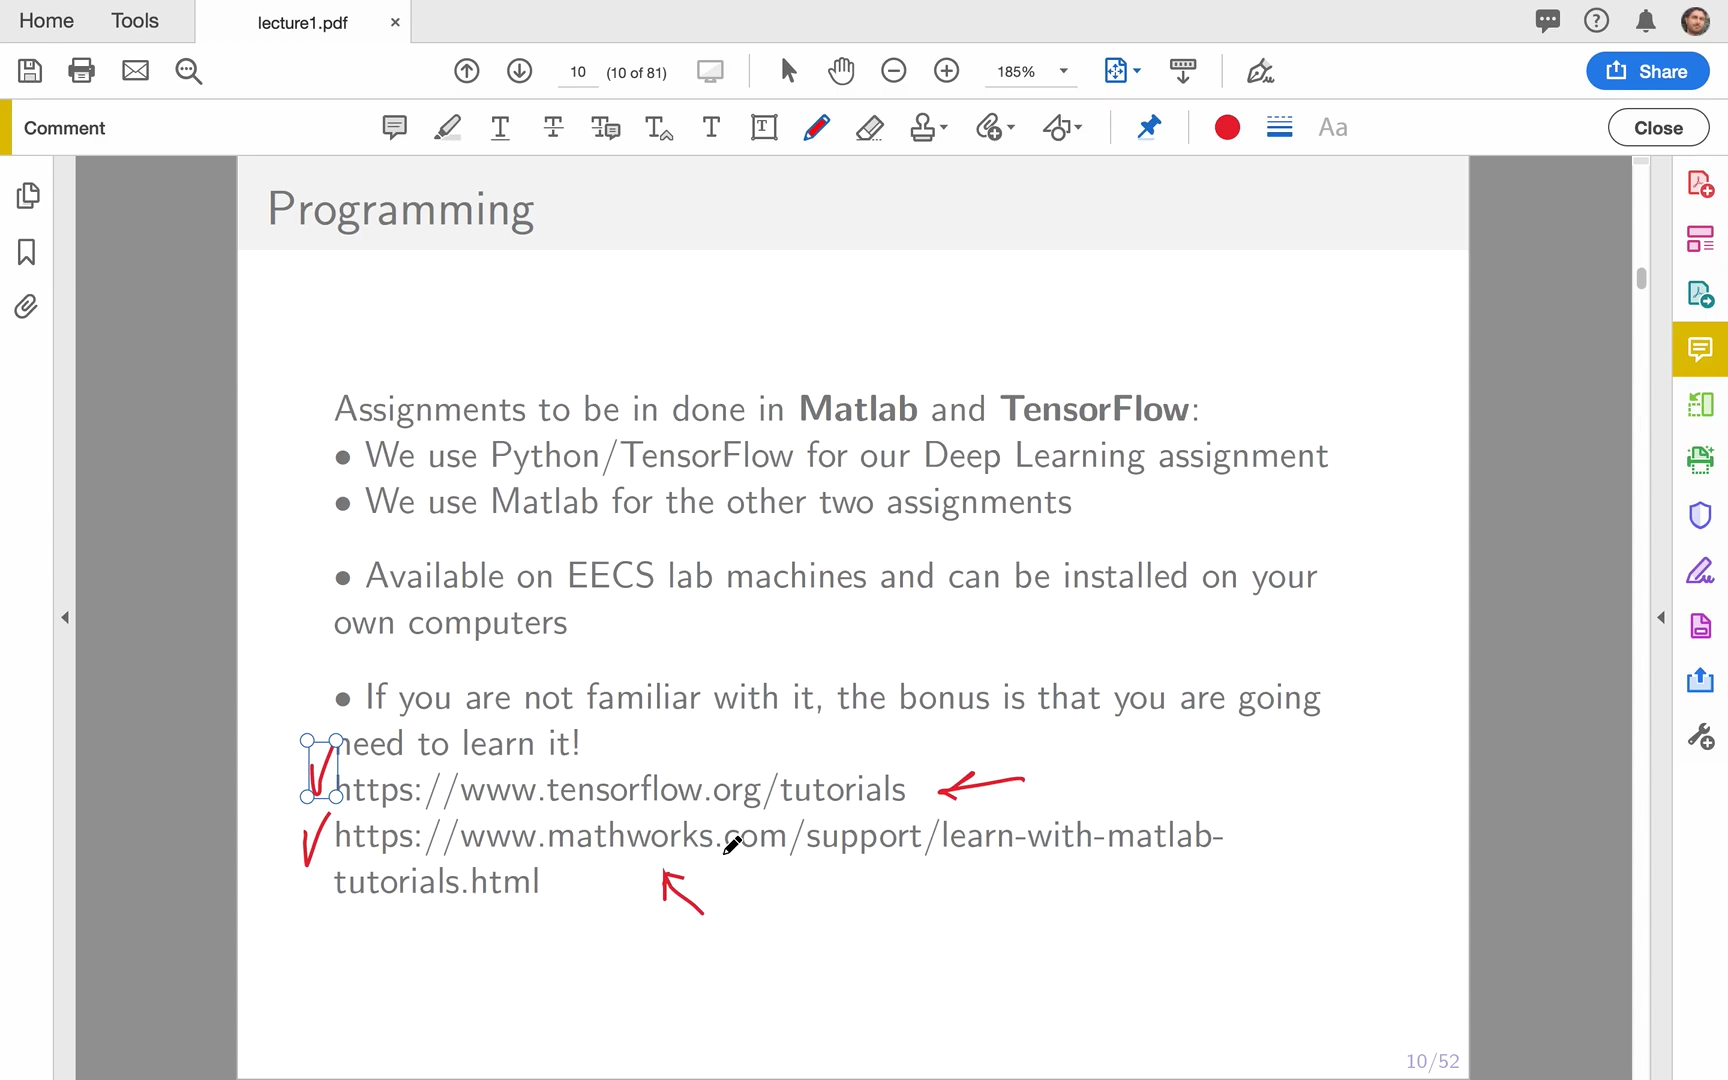 Home Tools lecture1.pdf ×
10 (10 of 81) 185% Share
Comment Aa Close
Programming
Assignments to be in done in Matlab and TensorFlow:
● We use Python/TensorFlow for our Deep Learning assignment
● We use Matlab for the other two assignments
● Available on EECS lab machines and can be installed on your
own computers
● If you are not familiar with it, the bonus is that you are going
need to learn it!
https://www.tensorflow.org/tutorials
https://www.mathworks.com/support/learn-with-matlab-
tutorials.html
10/52